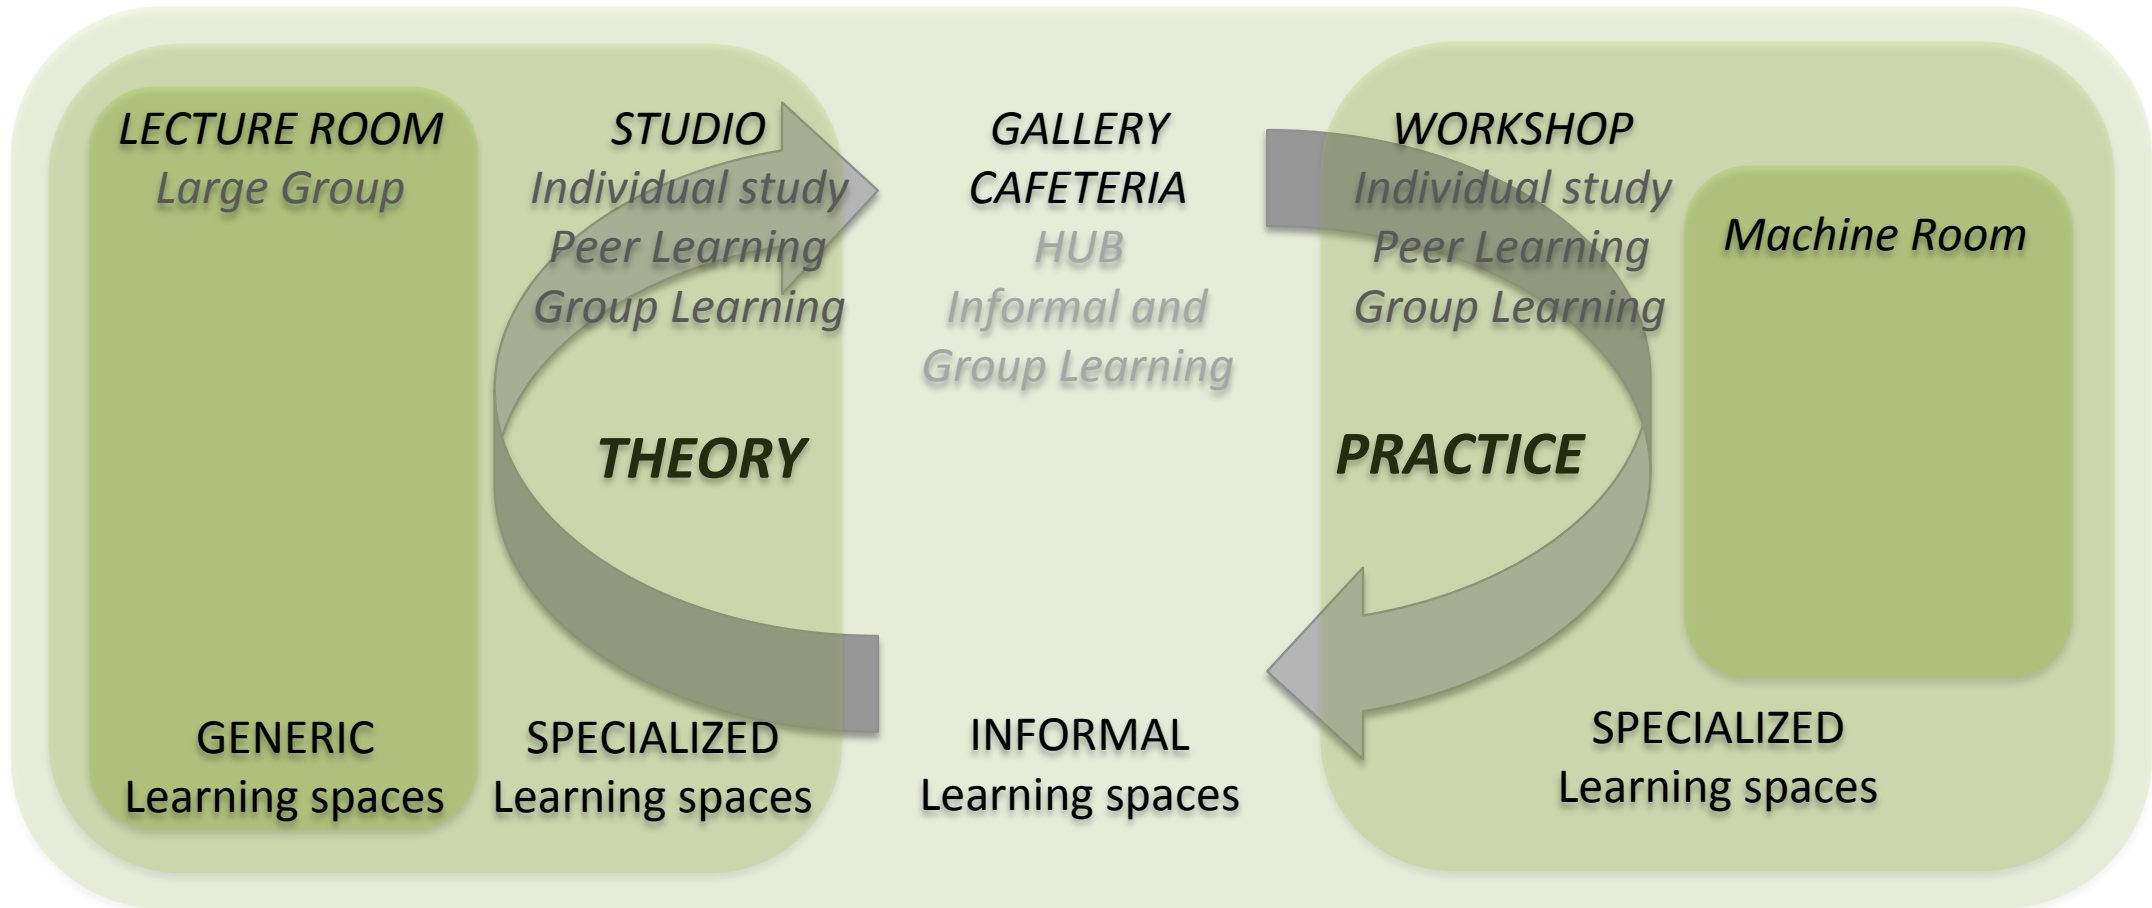 LECTURE ROOM
Large Group
STUDIO
Individual study
Peer Learning
Group Learning
GALLERY
CAFETERIA
HUB
Informal and
Group Learning
WORKSHOP
Individual study
Peer Learning
Group Learning
Machine Room
THEORY
PRACTICE
GENERIC
Learning spaces
SPECIALIZED
Learning spaces
INFORMAL
Learning spaces
SPECIALIZED
Learning spaces